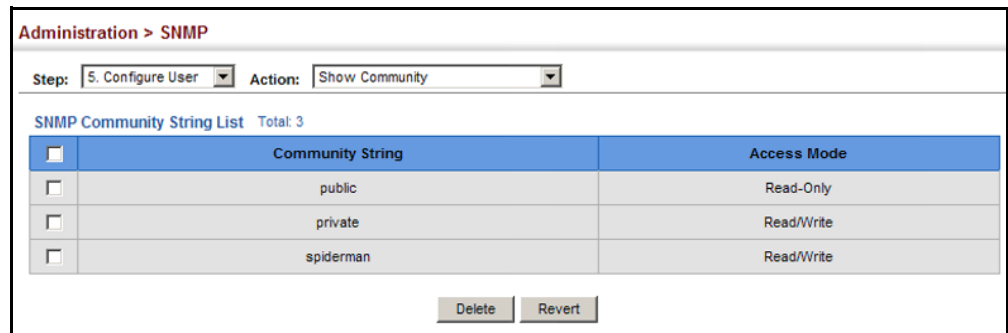 Administration > SNMP
Step: 5. Configure User Action: Show Community
SNMP Community String List Total: 3
Community String Access Mode
public Read-Only
private Read/Write
spiderman Read/Write
Delete Revert